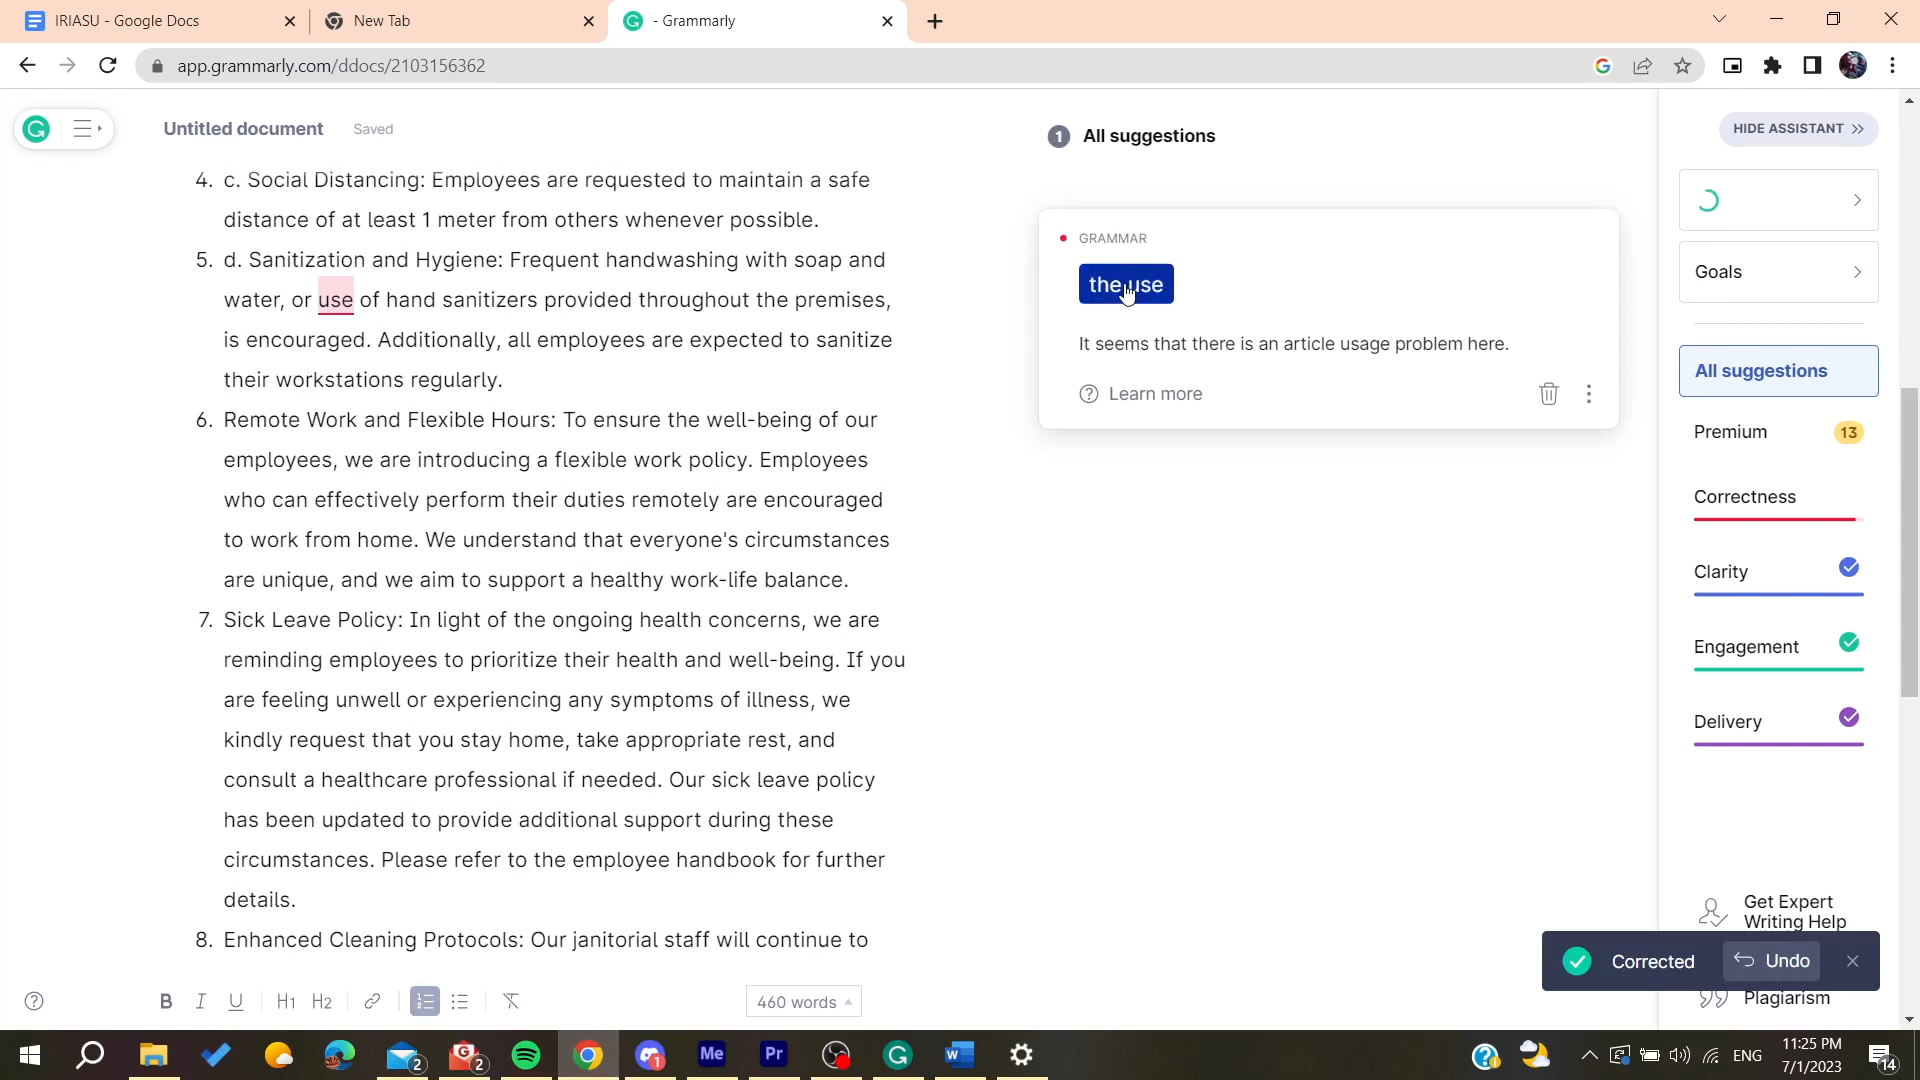 IRIASU - Google Docs
New Tab
- Grammarly
app.grammarly.com/ddocs/2103156362
Untitled document
Saved
1 All suggestions
HIDE ASSISTANT
4. c. Social Distancing: Employees are requested to maintain a safe
distance of at least 1 meter from others whenever possible.
5. d. Sanitization and Hygiene: Frequent handwashing with soap and
water, or use of hand sanitizers provided throughout the premises,
is encouraged. Additionally, all employees are expected to sanitize
their workstations regularly.
6. Remote Work and Flexible Hours: To ensure the well-being of our
employees, we are introducing a flexible work policy. Employees
who can effectively perform their duties remotely are encouraged
to work from home. We understand that everyone's circumstances
are unique, and we aim to support a healthy work-life balance.
7. Sick Leave Policy: In light of the ongoing health concerns, we are
reminding employees to prioritize their health and well-being. If you
are feeling unwell or experiencing any symptoms of illness, we
kindly request that you stay home, take appropriate rest, and
consult a healthcare professional if needed. Our sick leave policy
has been updated to provide additional support during these
circumstances. Please refer to the employee handbook for further
details.
8. Enhanced Cleaning Protocols: Our janitorial staff will continue to
GRAMMAR
the use
It seems that there is an article usage problem here.
Learn more
Goals
All suggestions
Premium 13
Correctness
Clarity
Engagement
Delivery
Get Expert
Writing Help
Corrected Undo
Plagiarism
B I U H1 H2
460 words
2
2
1
Me
Pr
ENG
11:25 PM
7/1/2023
14